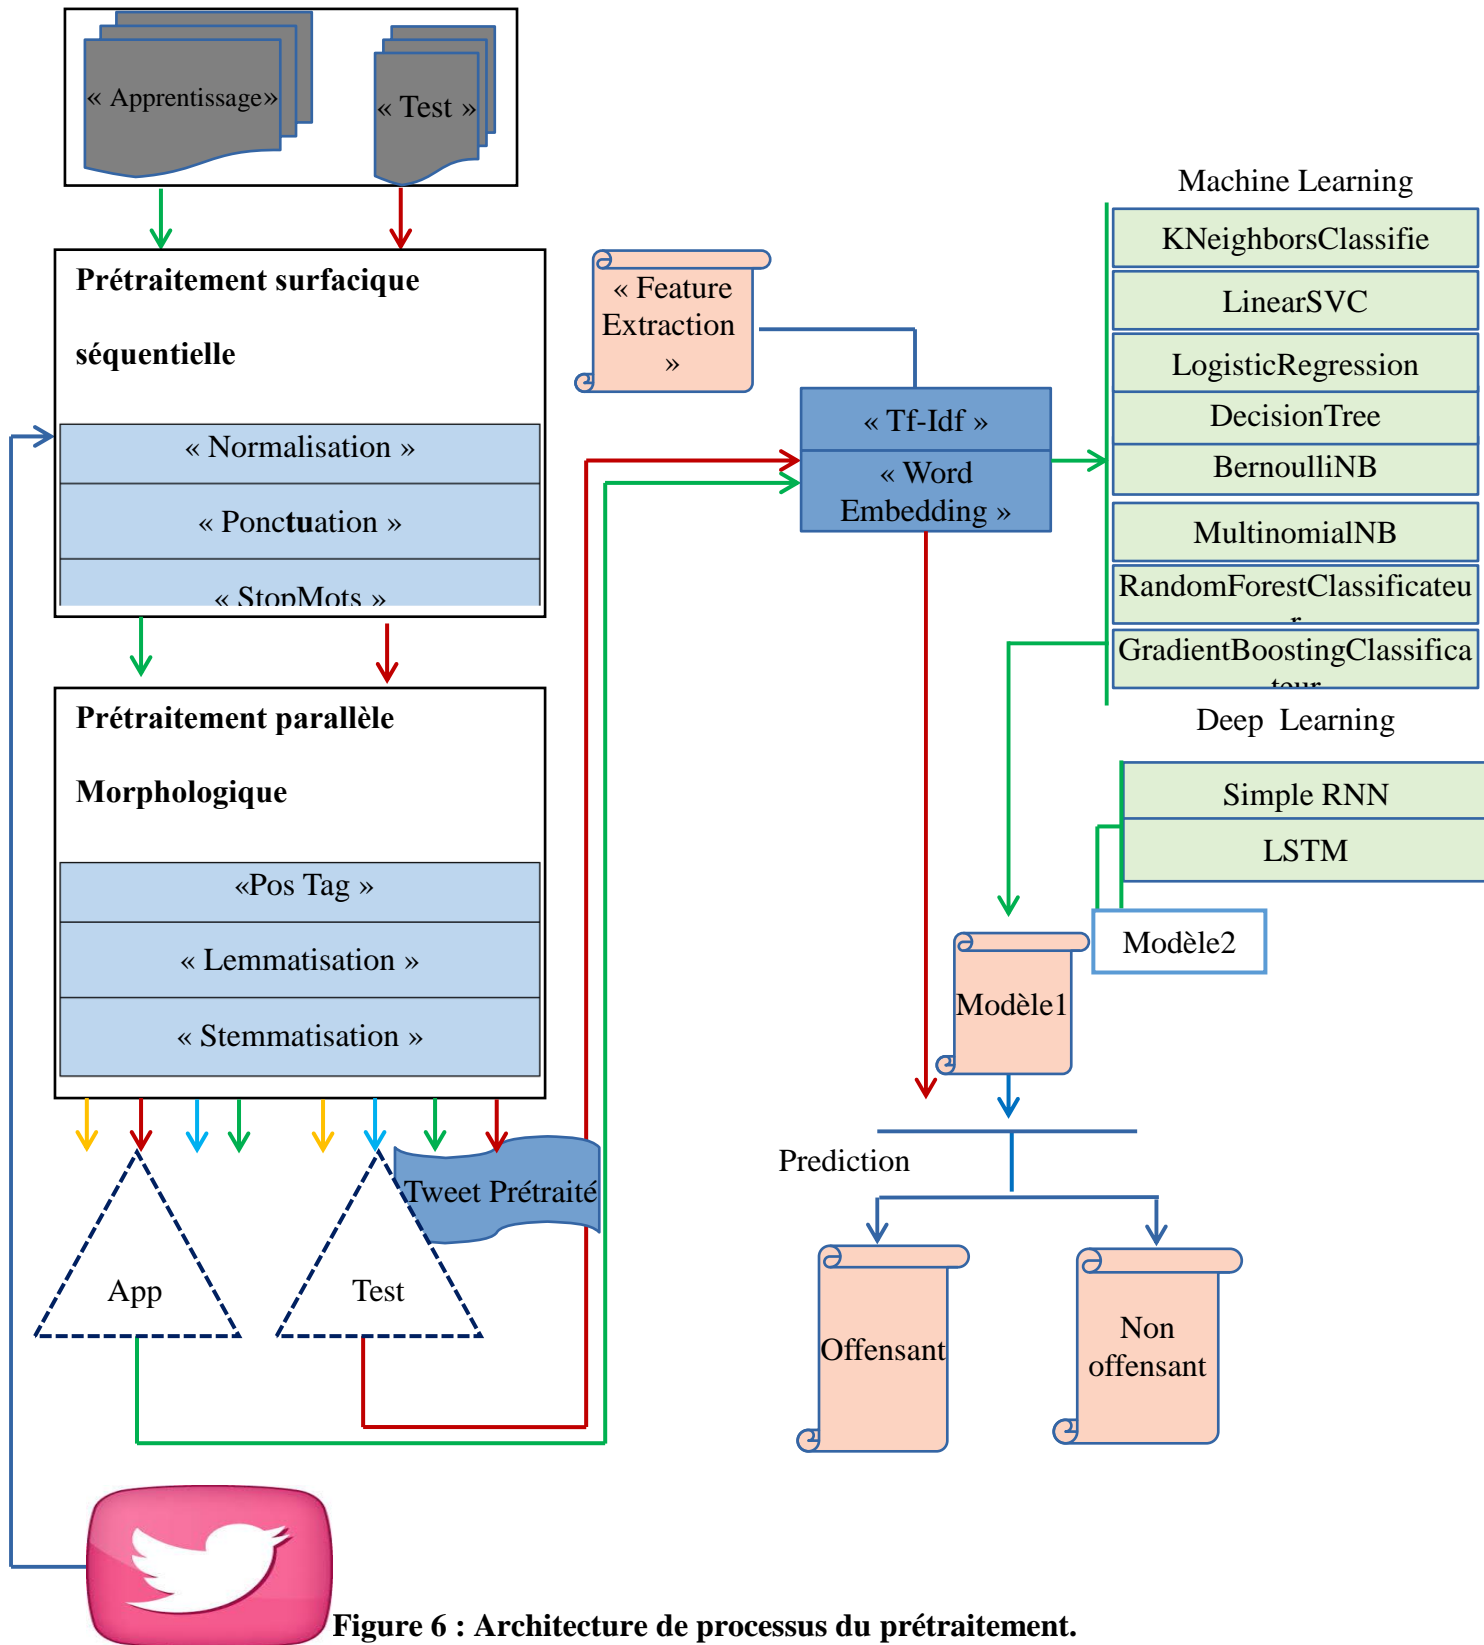 « Apprentissage»
« Test »
Prétraitement surfacique
séquentielle
« Normalisation »
« Ponctuation »
« StopMots »
Prétraitement parallèle
Morphologique
«Pos Tag »
« Lemmatisation »
« Stemmatisation »
Tweet Prétraité
App
Test
« Feature
Extraction
»
« Tf-Idf »
« Word
Embedding »
Machine Learning
KNeighborsClassifie
LinearSVC
LogisticRegression
DecisionTree
BernoulliNB
MultinomialNB
RandomForestClassificateu
r
GradientBoostingClassifica
teur
Deep Learning
Simple RNN
LSTM
Modèle2
Modèle1
Prediction
Offensant
Non
offensant
Figure 6 : Architecture de processus du prétraitement.